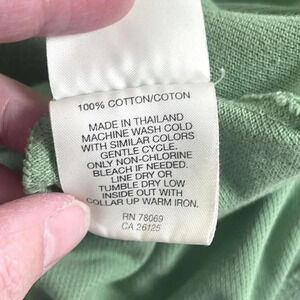 100% COTTON/COTON
MADE IN THAILAND
MACHINE WASH COLD
WITH SIMILAR COLORS
GENTLE CYCLE.
ONLY NON-CHLORINE
BLEACH IF NEEDED.
LINE DRY OR
TUMBLE DRY LOW
INSIDE OUT WITH
COLLAR UP WARM IRON.
RN 78069
CA 26125